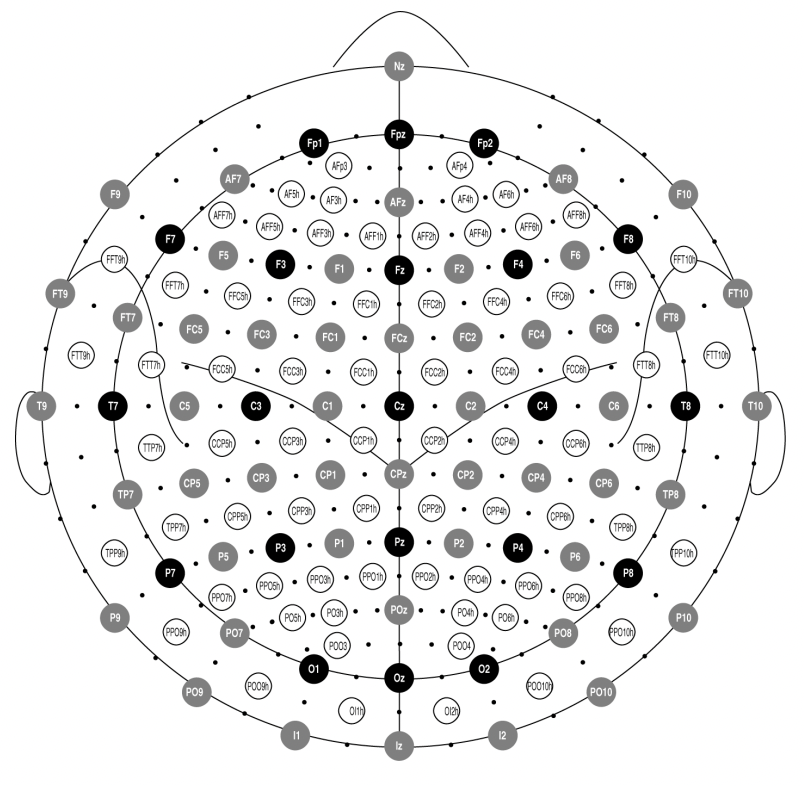 Nz
Fp1 Fpz Fp2
AFp3 AFp4
AF7 AF8
F9 AF5h AF3h AFz AF4h AF6h F10
AFF7h AFF5h AFF3h AFF1h AFF2h AFF4h AFF6h AFF8h
F7 F8
F5 F3 F1 Fz F2 F4 F6
FFT9h FFT10h
FT9 FFT7h FFC5h FFC3h FFC1h FFC2h FFC4h FFC6h FFT8h FT10
FT7 FC5 FC3 FC1 FCz FC2 FC4 FC6 FT8
FTT9h FTT7h FCC5h FCC3h FCC1h FCC2h FCC4h FCC6h FTT8h FTT10h
T9 T7 C5 C3 C1 Cz C2 C4 C6 T8 T10
TTP7h CCP5h CCP3h CCP1h CCP2h CCP4h CCP6h TTP8h
TP7 CP5 CP3 CP1 CPz CP2 CP4 CP6 TP8
TPP7h CPP5h CPP3h CPP1h CPP2h CPP4h CPP6h TPP8h
TPP9h P5 P3 P1 Pz P2 P4 P6 TPP10h
P7 P8
PPO7h PPO5h PPO3h PPO1h PPO2h PPO4h PPO6h PPO8h
P9 PO5h PO3h POz PO4h PO6h P10
PPO9h PO7 PO8 PPO10h
POO3 POO4
O1 Oz O2
PO9 POO9h POO10h PO10
OI1h OI2h
I1 Iz I2